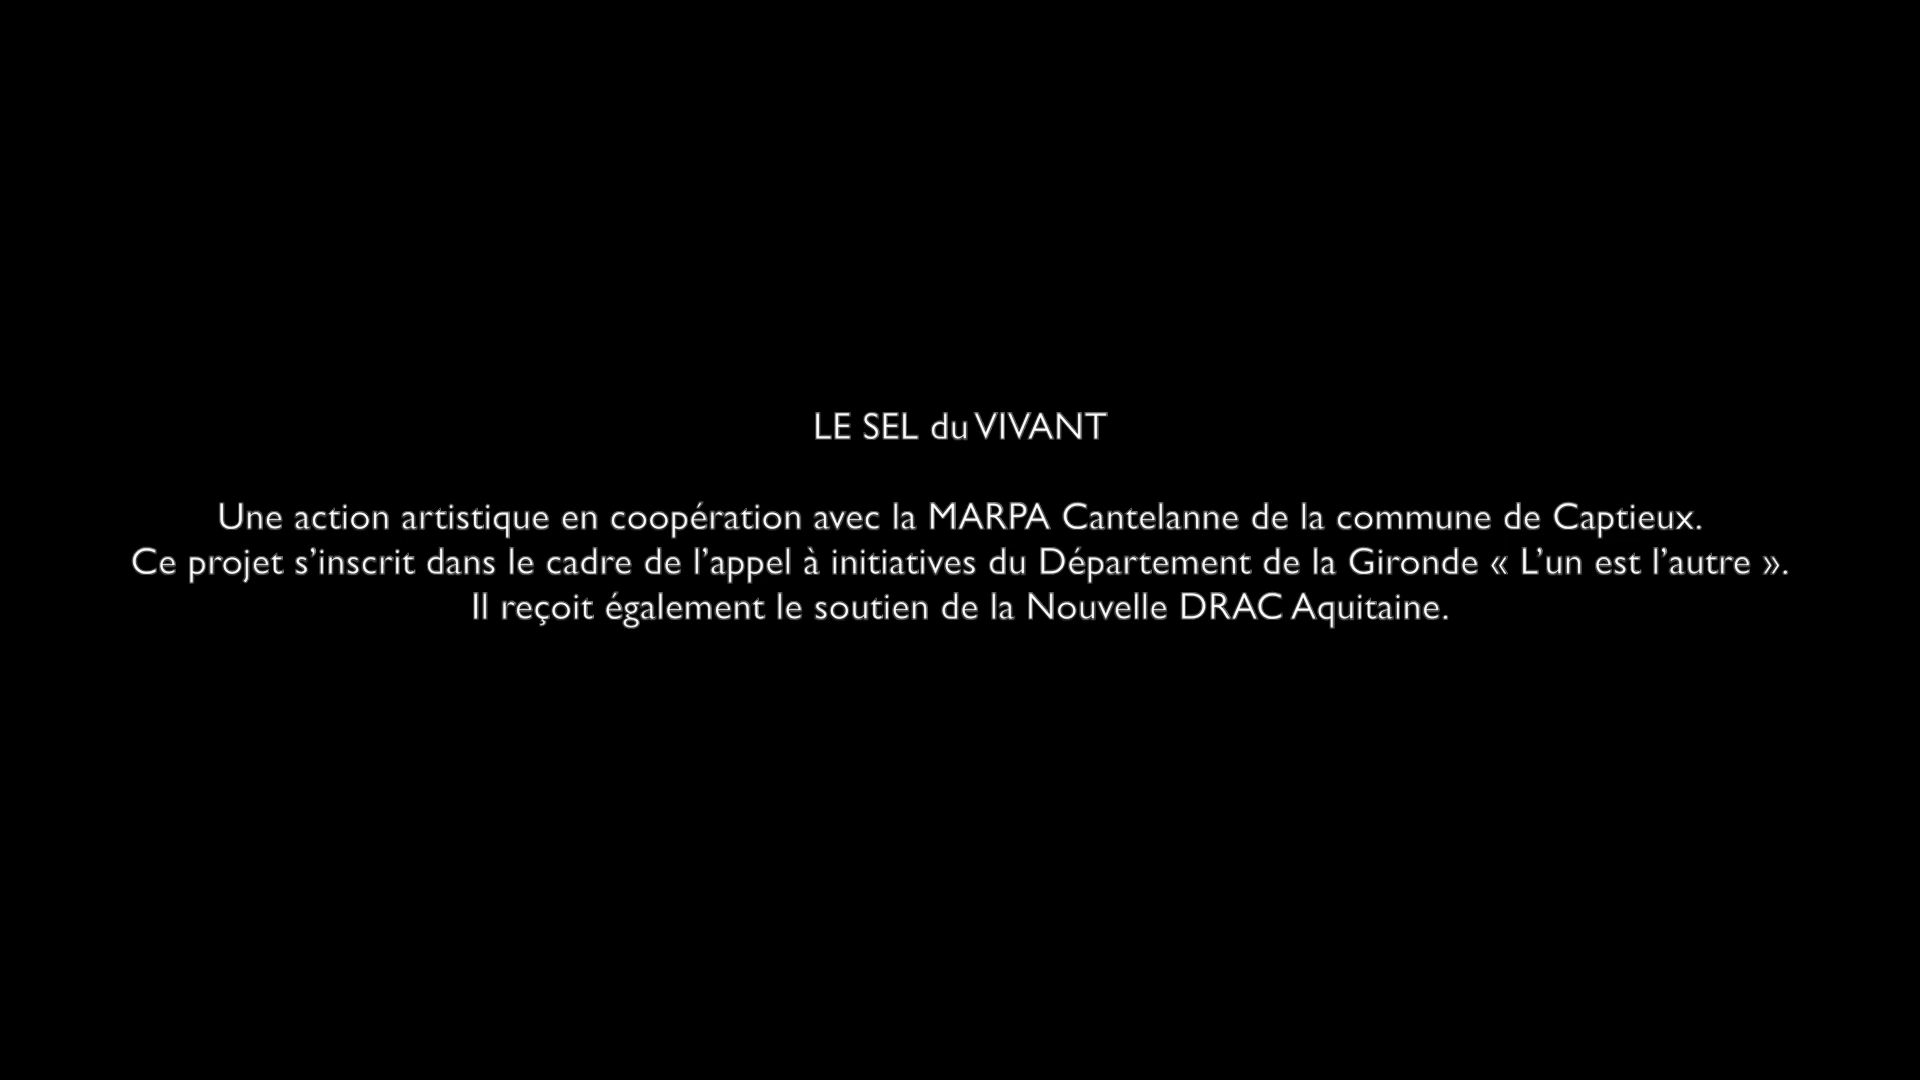 LE SEL du VIVANT
Une action artistique en coopération avec la MARPA Cantelanne de la commune de Captieux.
Ce projet s’inscrit dans le cadre de l’appel à initiatives du Département de la Gironde « L’un est l’autre ».
Il reçoit également le soutien de la Nouvelle DRAC Aquitaine.